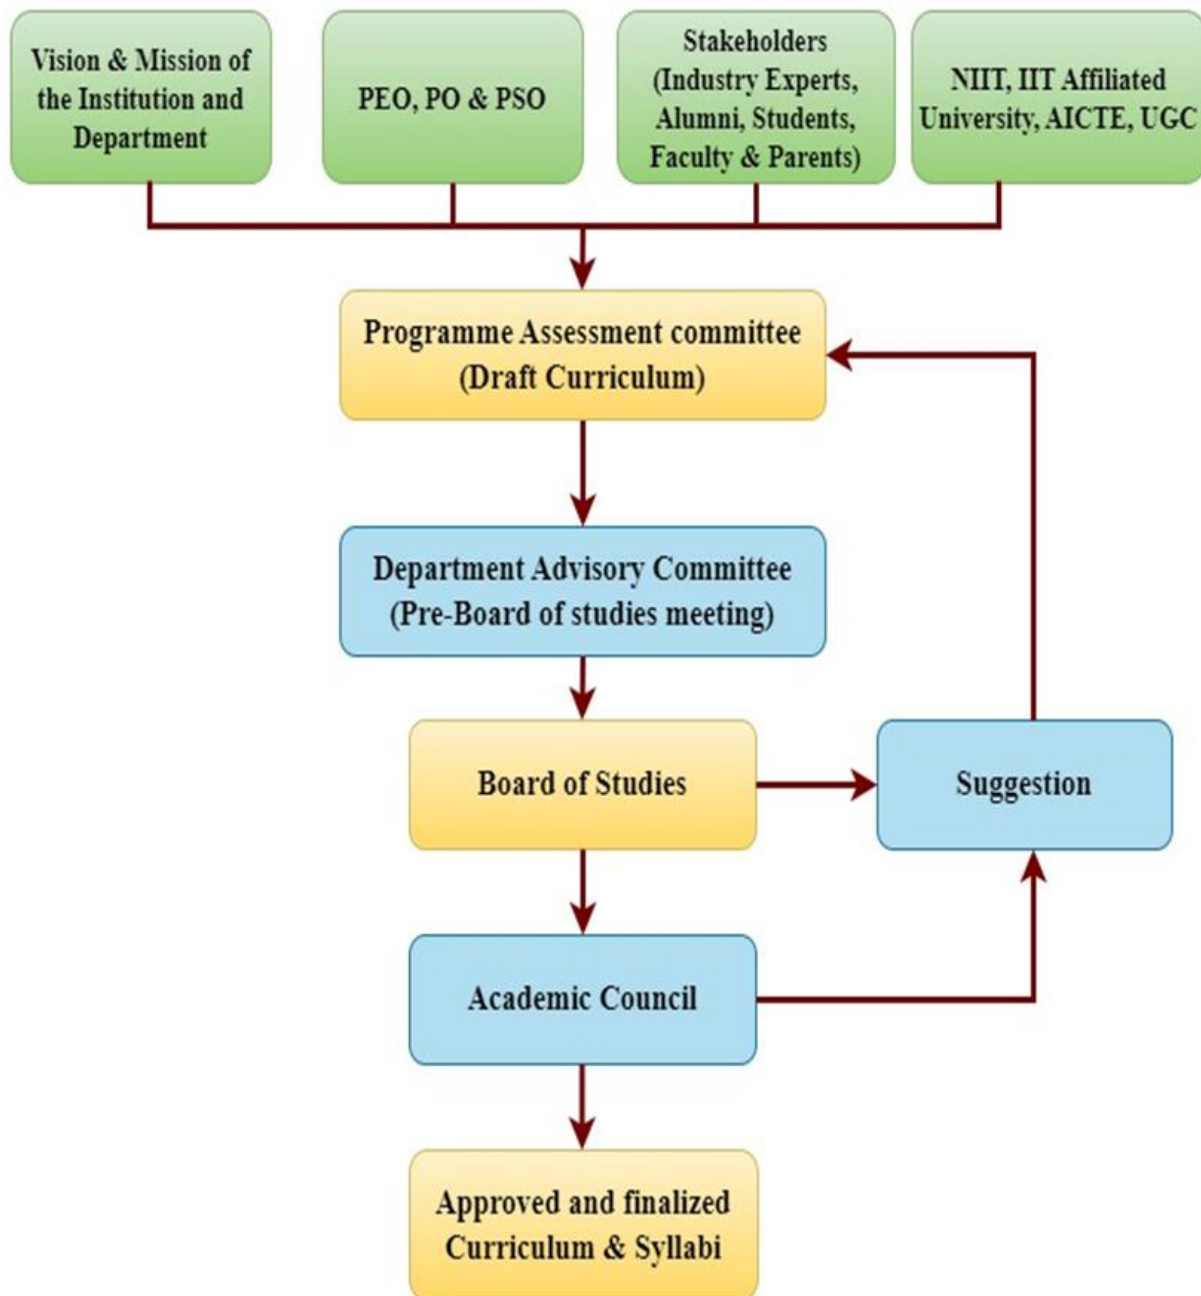 Vision & Mission of
the Institution and
Department
PEO, PO & PSO
Stakeholders
(Industry Experts,
Alumni, Students,
Faculty & Parents)
NIIT, IIT Affiliated
University, AICTE, UGC
Programme Assessment committee
(Draft Curriculum)
Department Advisory Committee
(Pre-Board of studies meeting)
Board of Studies
Suggestion
Academic Council
Approved and finalized
Curriculum & Syllabi